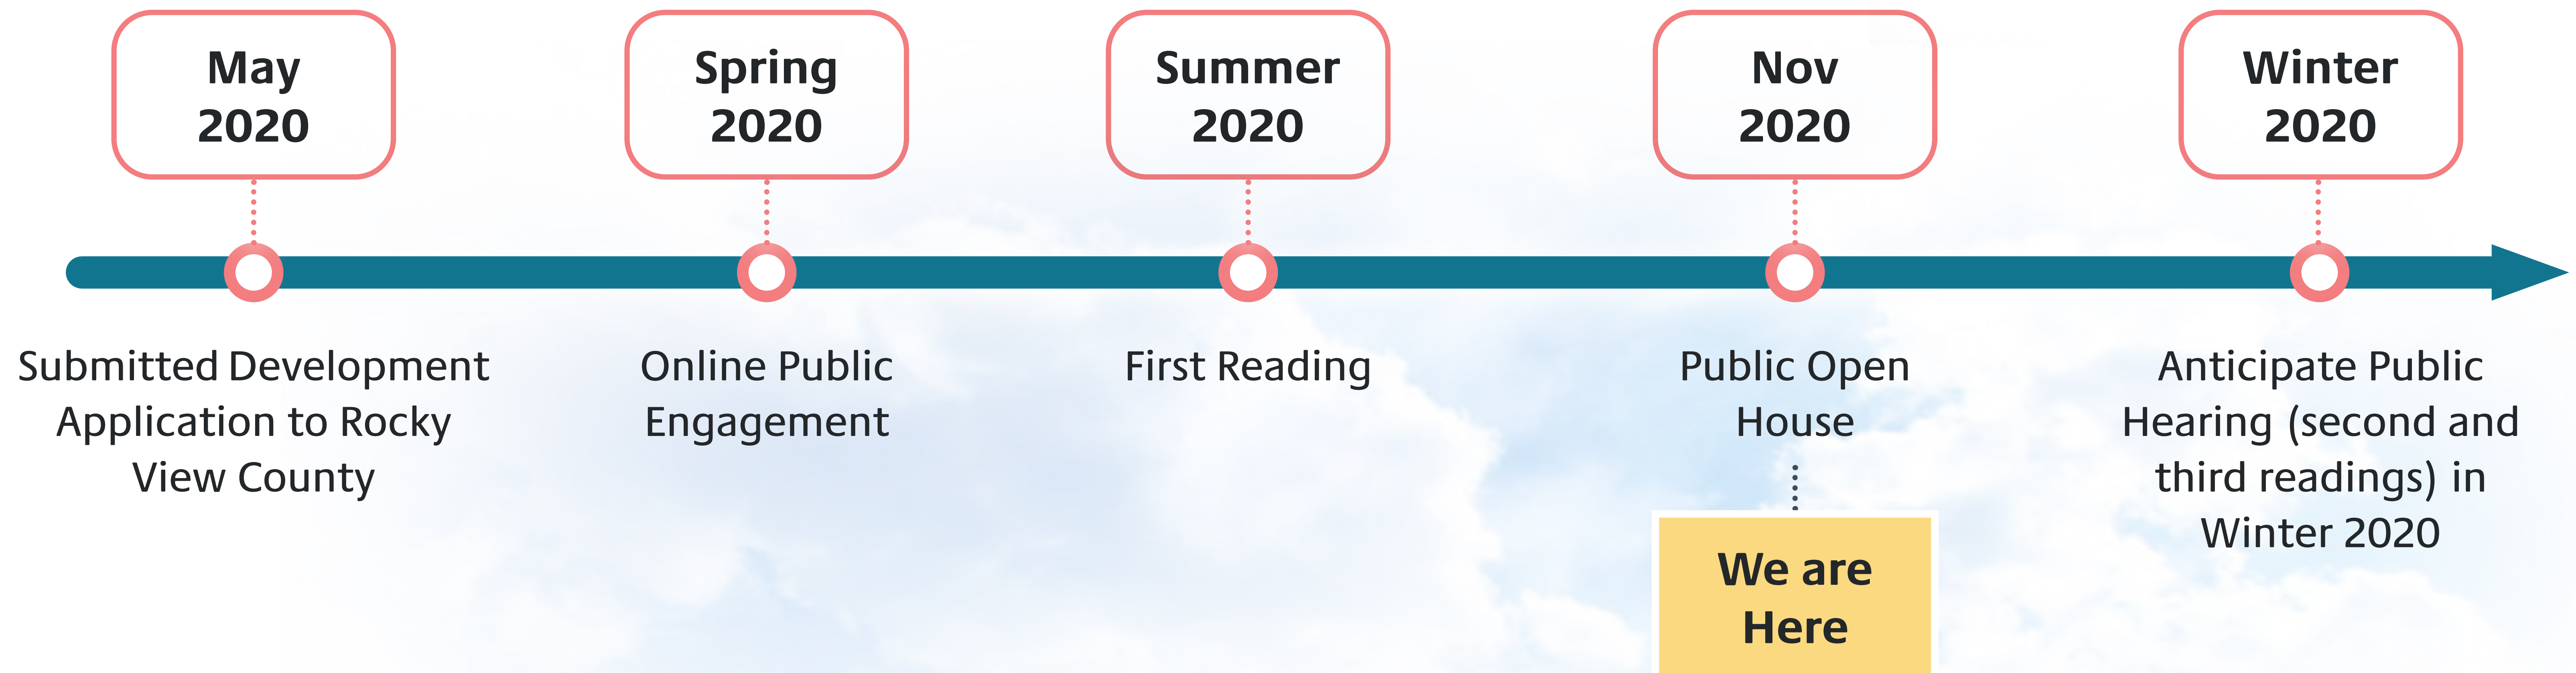 May
2020
Spring
2020
Summer
2020
Nov
2020
Winter
2020
Submitted Development
Application to Rocky
View County
Online Public
Engagement
First Reading
Public Open
House
Anticipate Public
Hearing (second and
third readings) in
Winter 2020
We are
Here